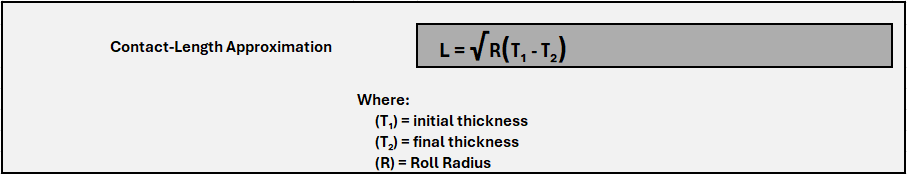 Contact-Length Approximation
L = √R(T₁ - T₂)
Where:
(T₁) = initial thickness
(T₂) = final thickness
(R) = Roll Radius